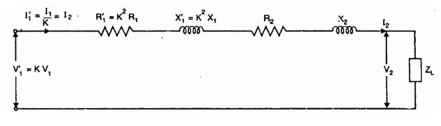 I'₁ = I₁/K = I₂
R'₁ = K² R₁
X'₁ = K² X₁
R₂
X₂
I₂
V'₁ = K V₁
V₂
Z_L